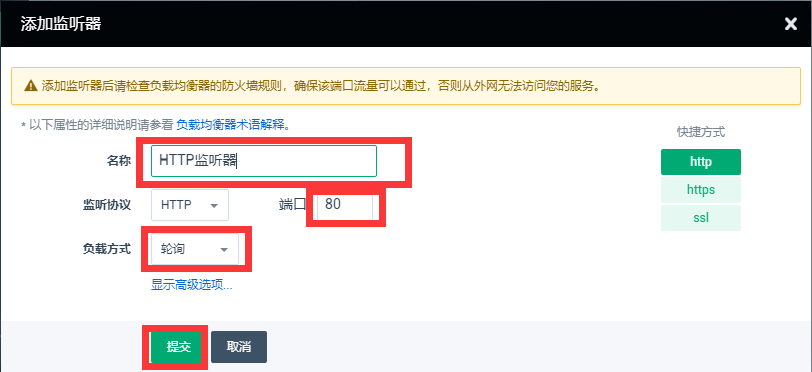 添加监听器
添加监听器后请检查负载均衡器的防火墙规则，确保该端口流量可以通过，否则从外网无法访问您的服务。
* 以下属性的详细说明请参看 负载均衡器术语解释。
快捷方式
名称 HTTP监听器
http
监听协议 HTTP 端口 80
https
ssl
负载方式 轮询
显示高级选项...
提交 取消